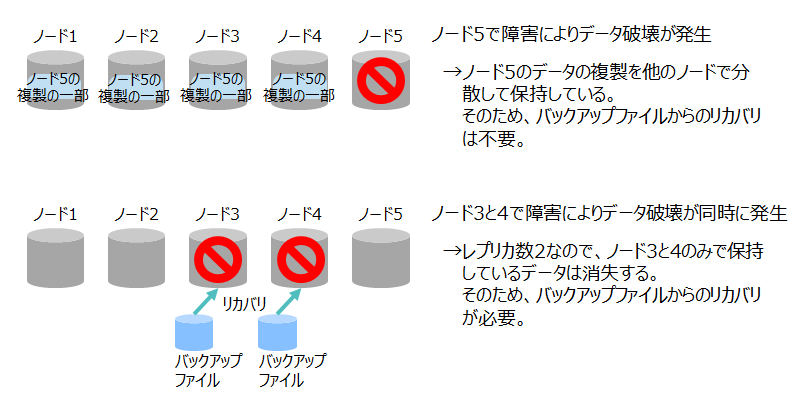 ノード1 ノード2 ノード3 ノード4 ノード5
ノード5で障害によりデータ破壊が発生
ノード5の複製の一部
ノード5の複製の一部
ノード5の複製の一部
ノード5の複製の一部
→ノード5のデータの複製を他のノードで分
散して保持している。
そのため、バックアップファイルからのリカバリ
は不要。
ノード1 ノード2 ノード3 ノード4 ノード5
ノード3と4で障害によりデータ破壊が同時に発生
→レプリカ数2なので、ノード3と4のみで保持
しているデータは消失する。
そのため、バックアップファイルからのリカバリ
が必要。
リカバリ
バックアップ
ファイル
バックアップ
ファイル